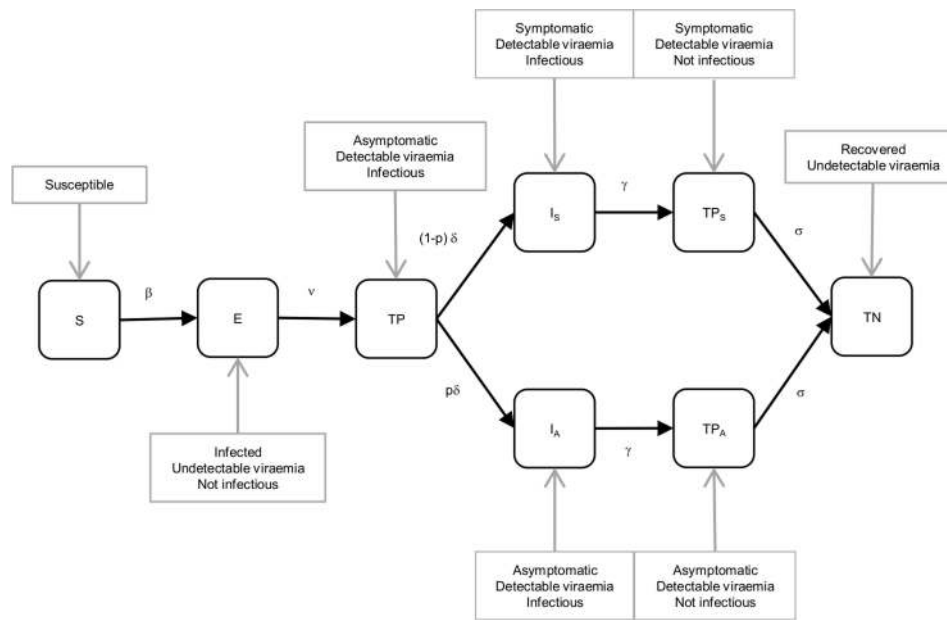 Symptomatic
Detectable viraemia
Infectious
Symptomatic
Detectable viraemia
Not infectious
Asymptomatic
Detectable viraemia
Infectious
Recovered
Undetectable viraemia
Susceptible
I_S
γ
TP_S
(1-p) δ
σ
S
β
E
ν
TP
TN
pδ
σ
I_A
γ
TP_A
Infected
Undetectable viraemia
Not infectious
Asymptomatic
Detectable viraemia
Infectious
Asymptomatic
Detectable viraemia
Not infectious